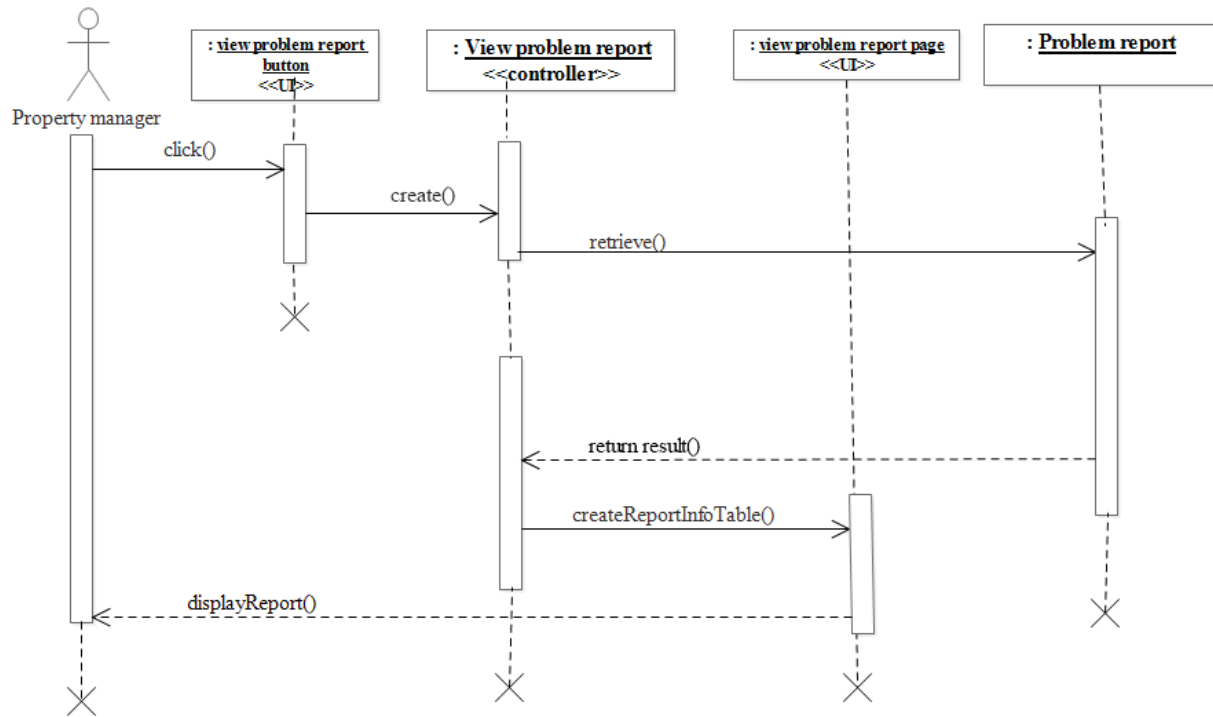 : view problem report
button
<<UI>>
: View problem report
<<controller>>
: view problem report page
<<UI>>
: Problem report
Property manager
click()
create()
retrieve()
return result()
createReportInfoTable()
displayReport()